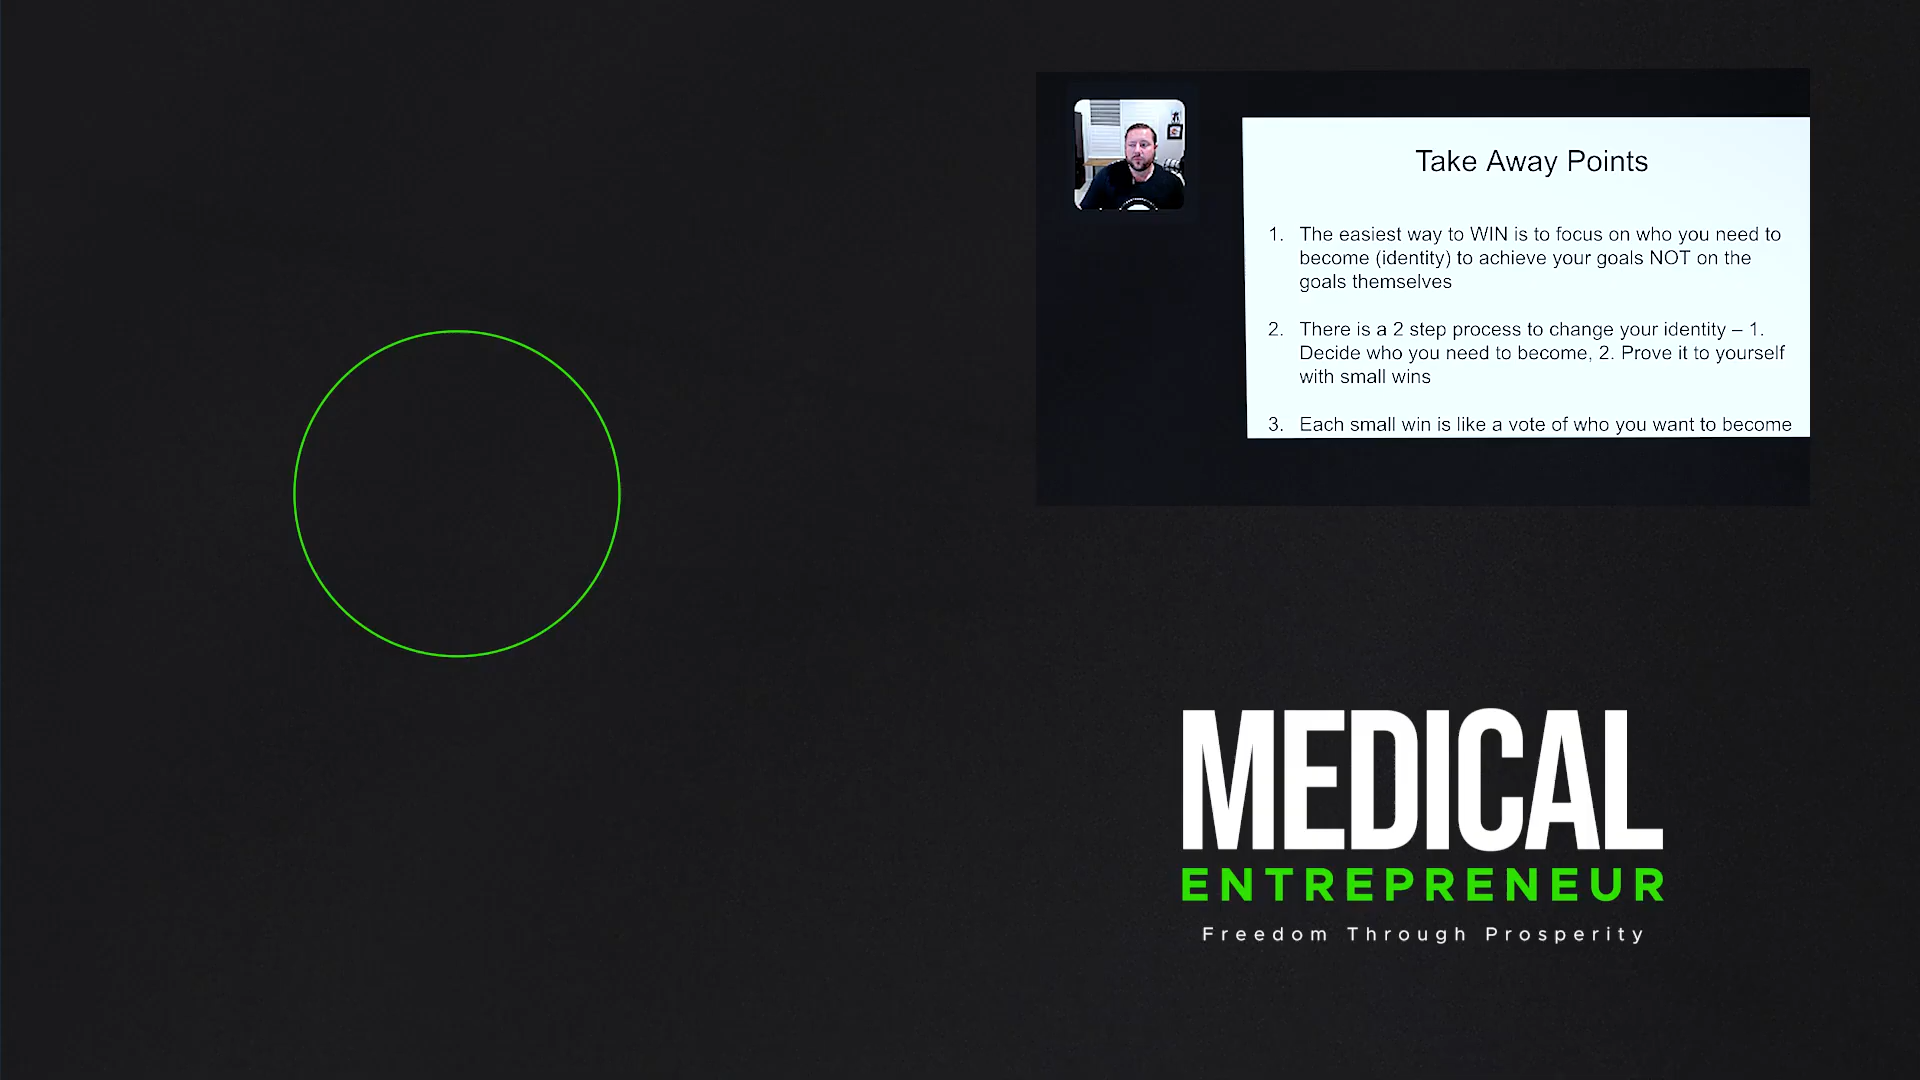 Take Away Points
1. The easiest way to WIN is to focus on who you need to
become (identity) to achieve your goals NOT on the
goals themselves
2. There is a 2 step process to change your identity – 1.
Decide who you need to become, 2. Prove it to yourself
with small wins
3. Each small win is like a vote of who you want to become
MEDICAL
ENTREPRENEUR
Freedom Through Prosperity